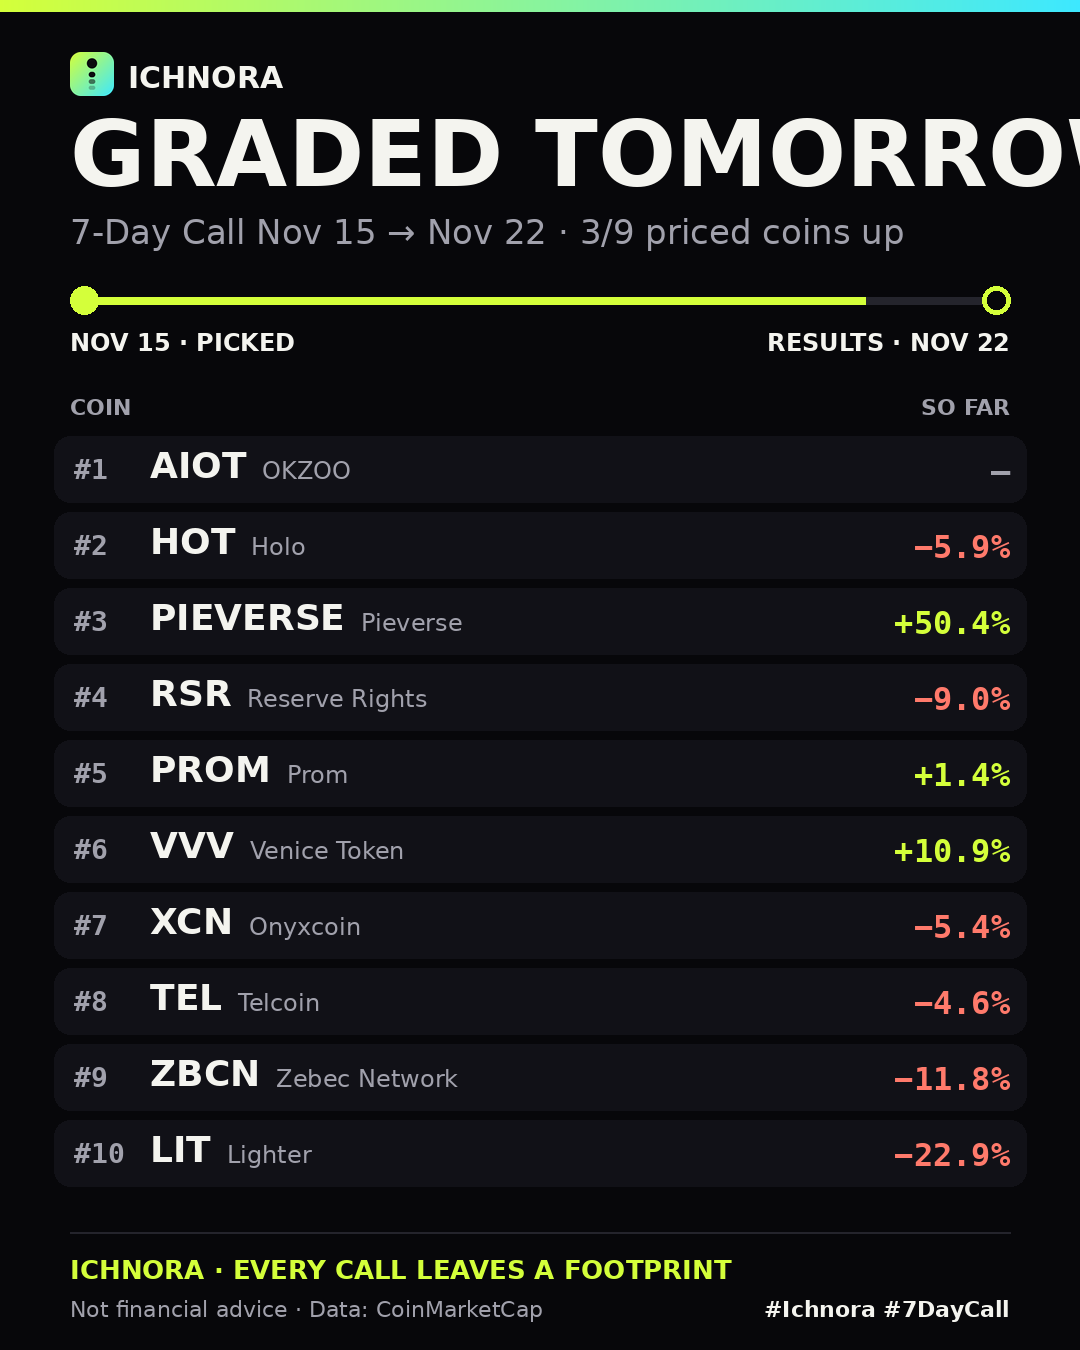 ICHNORA
GRADED TOMORROW
7-Day Call Nov 15 → Nov 22 · 3/9 priced coins up
NOV 15 · PICKED RESULTS · NOV 22
COIN SO FAR
#1 AIOT OKZOO —
#2 HOT Holo −5.9%
#3 PIEVERSE Pieverse +50.4%
#4 RSR Reserve Rights −9.0%
#5 PROM Prom +1.4%
#6 VVV Venice Token +10.9%
#7 XCN Onyxcoin −5.4%
#8 TEL Telcoin −4.6%
#9 ZBCN Zebec Network −11.8%
#10 LIT Lighter −22.9%
ICHNORA · EVERY CALL LEAVES A FOOTPRINT
Not financial advice · Data: CoinMarketCap #Ichnora #7DayCall